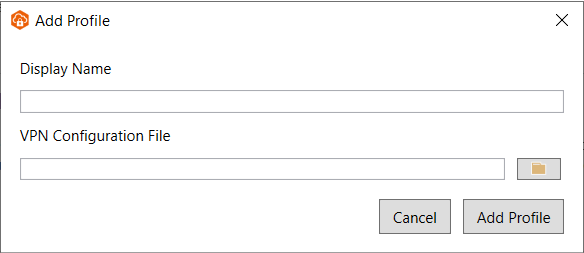 Add Profile
Display Name
VPN Configuration File
Cancel
Add Profile